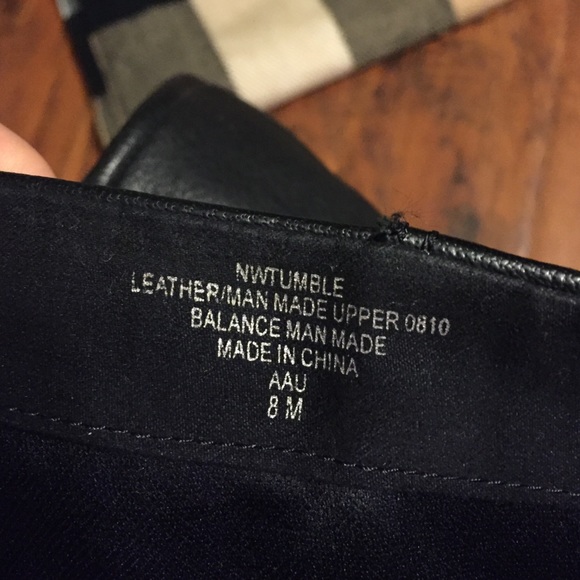 NWTUMBLE
LEATHER/MAN MADE UPPER 0810
BALANCE MAN MADE
MADE IN CHINA
AAU
8 M